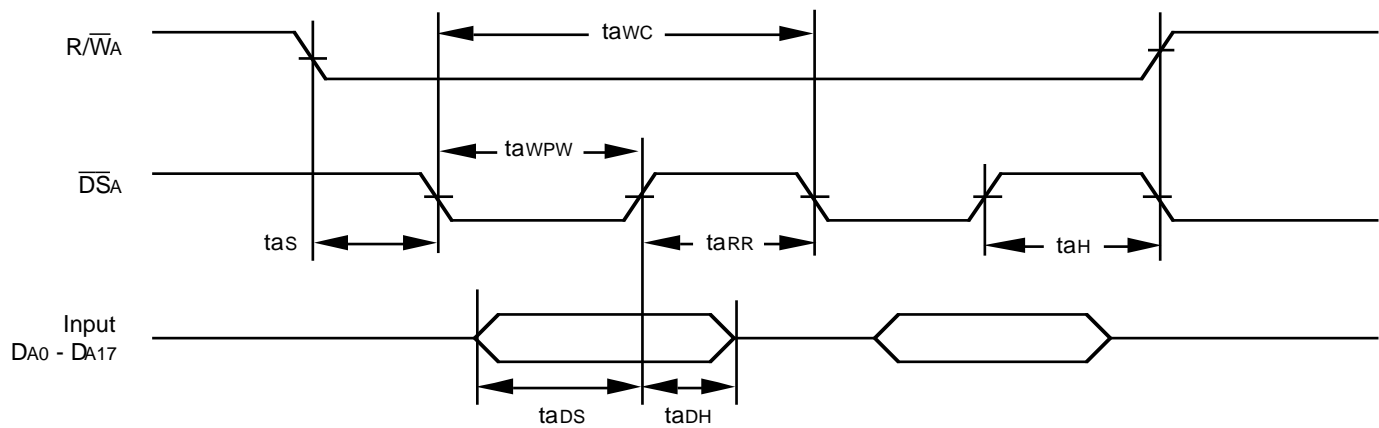 taWC
R/W̅A
taWPW
D̅S̅A
taS
taRR
taH
Input
DA0 - DA17
taDS
taDH